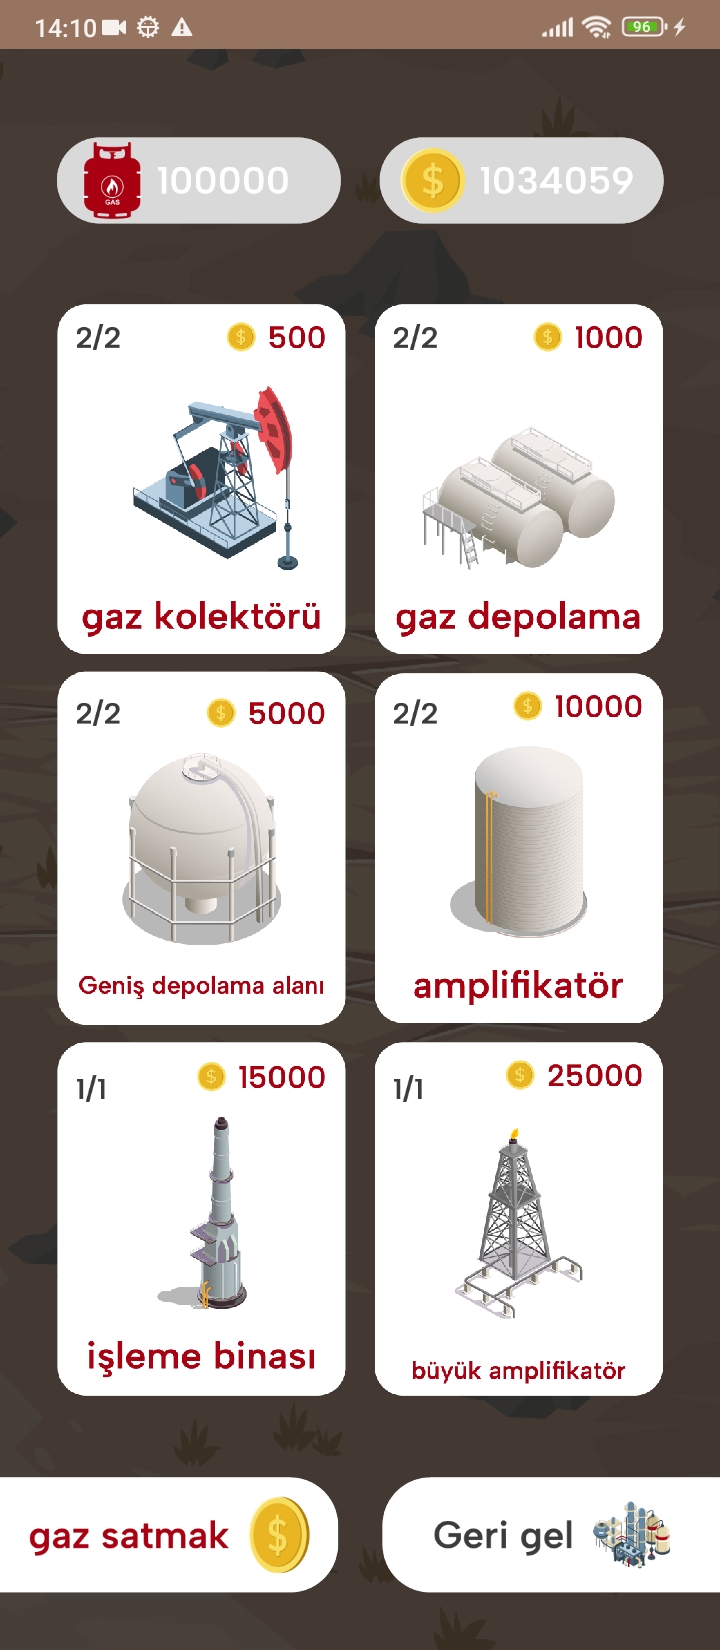 14:10
96
GAS
100000
$
1034059
2/2
$
500
gaz kolektörü
2/2
$
1000
gaz depolama
2/2
$
5000
Geniş depolama alanı
2/2
$
10000
amplifikatör
1/1
$
15000
işleme binası
1/1
$
25000
büyük amplifikatör
gaz satmak
$
Geri gel